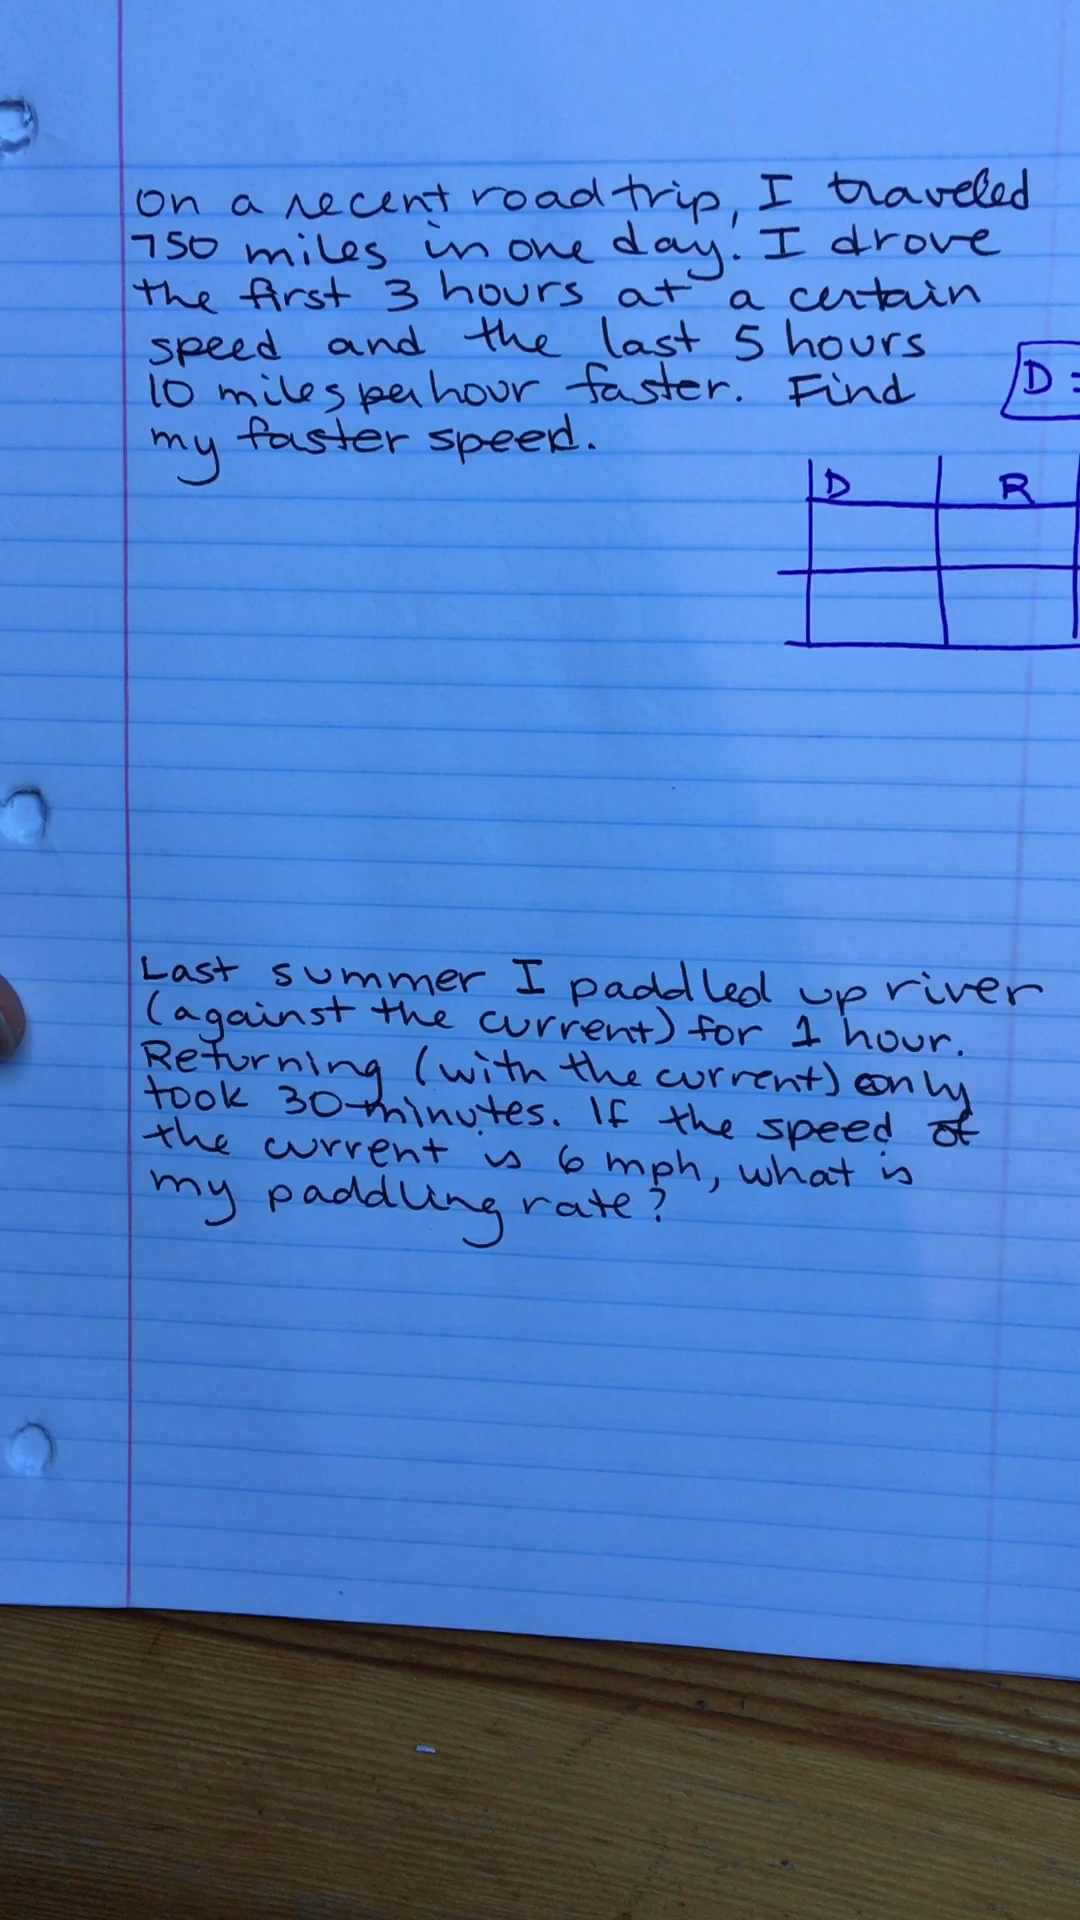 On a recent road trip, I traveled
750 miles in one day. I drove
the first 3 hours at a certain
speed and the last 5 hours
10 miles per hour faster. Find
my faster speed.
D =
D R
Last summer I paddled up river
(against the current) for 1 hour.
Returning (with the current) only
took 30 minutes. If the speed of
the current is 6 mph, what is
my paddling rate?